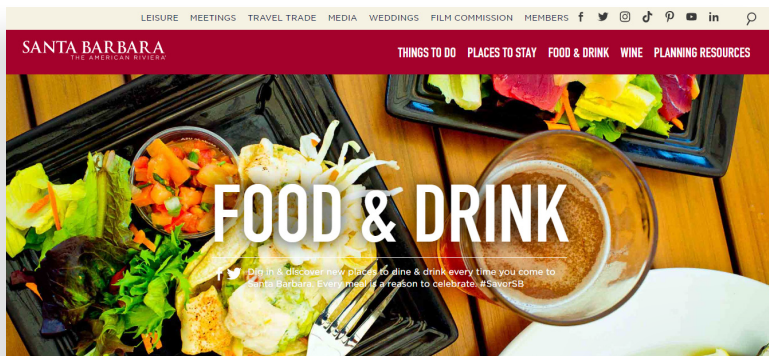 LEISURE MEETINGS TRAVEL TRADE MEDIA WEDDINGS FILM COMMISSION MEMBERS
SANTA BARBARA
THE AMERICAN RIVIERA®
THINGS TO DO PLACES TO STAY FOOD & DRINK WINE PLANNING RESOURCES
FOOD & DRINK
Dig in & discover new places to dine & drink every time you come to
Santa Barbara. Every meal is a reason to celebrate. #SavorSB